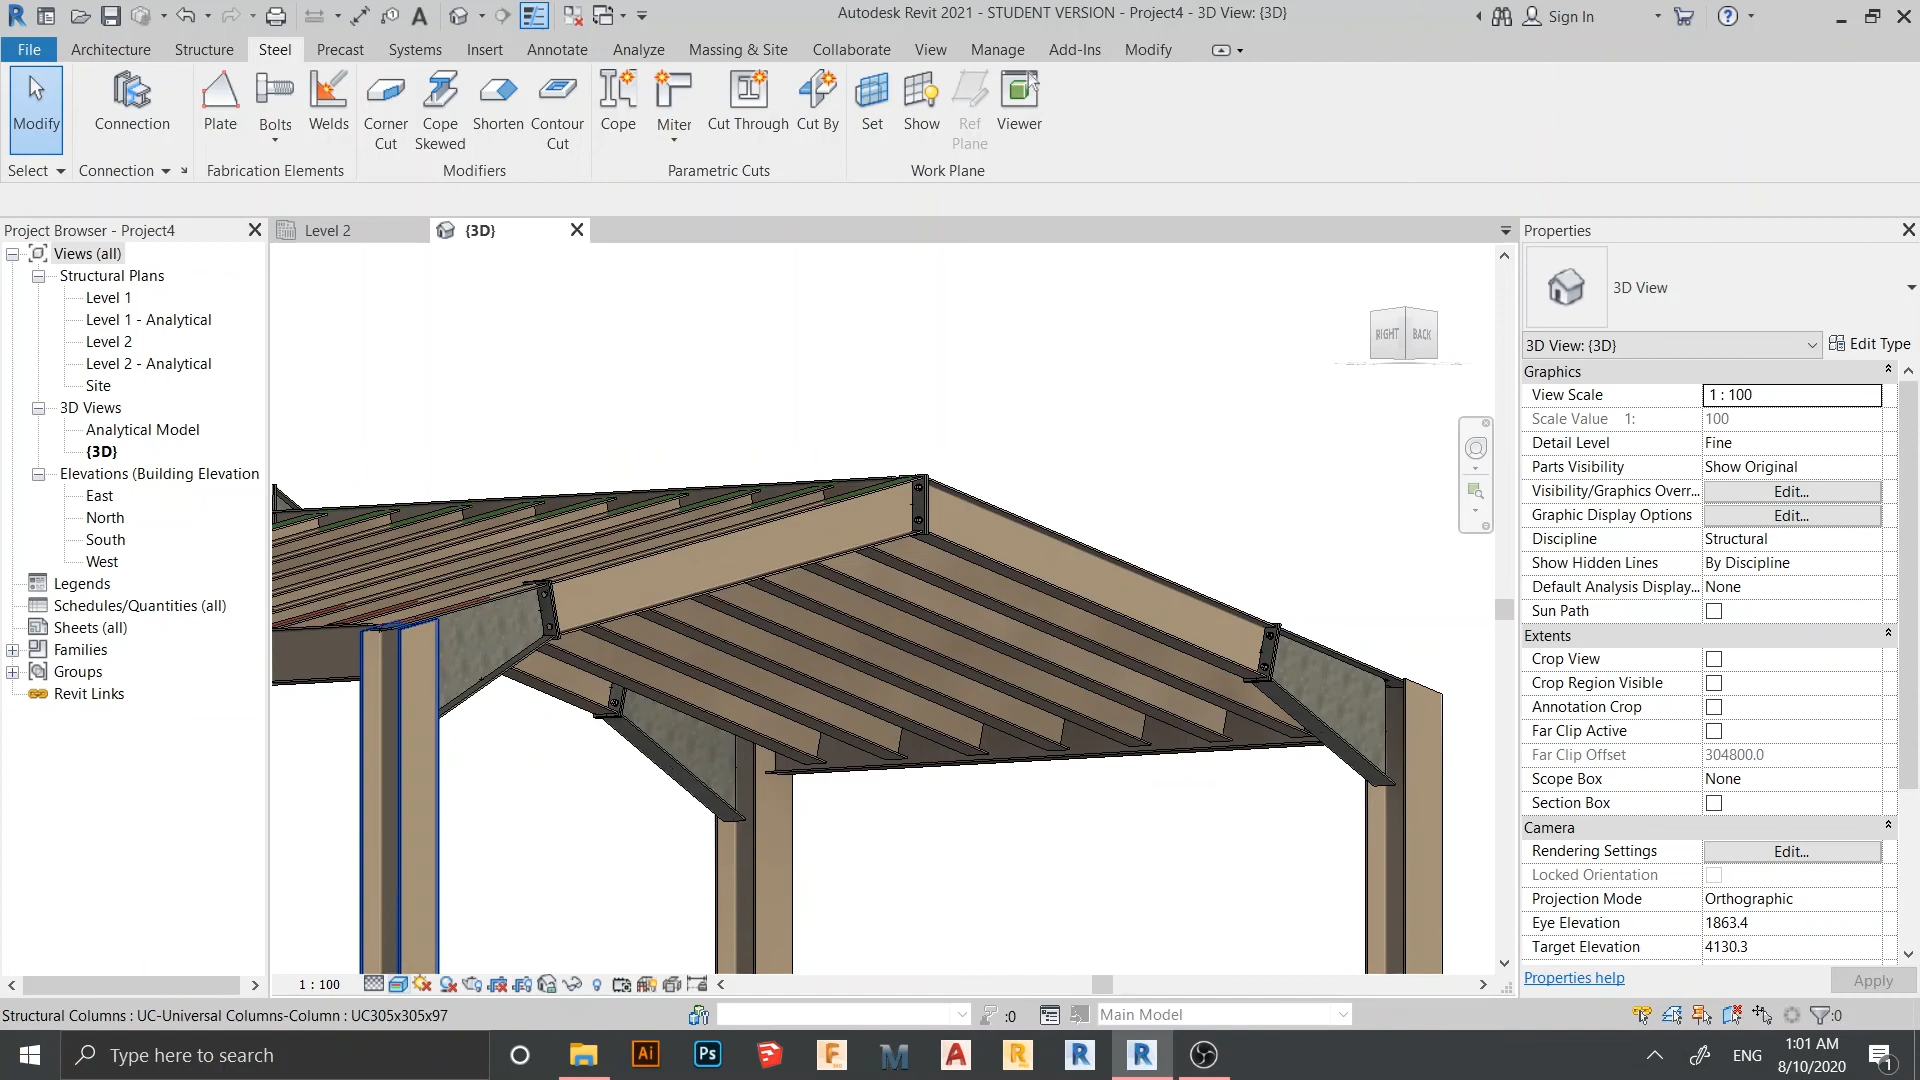 Autodesk Revit 2021 - STUDENT VERSION - Project4 - 3D View: {3D}
Sign In
File Architecture Structure Steel Precast Systems Insert Annotate Analyze Massing & Site Collaborate View Manage Add-Ins Modify
Modify Connection Plate Bolts Welds Corner Cut Cope Skewed Shorten Contour Cut Cope Miter Cut Through Cut By Set Show Ref Plane Viewer
Select Connection Fabrication Elements Modifiers Parametric Cuts Work Plane
Project Browser - Project4
Views (all)
Structural Plans
Level 1
Level 1 - Analytical
Level 2
Level 2 - Analytical
Site
3D Views
Analytical Model
{3D}
Elevations (Building Elevation
East
North
South
West
Legends
Schedules/Quantities (all)
Sheets (all)
Families
Groups
Revit Links
Level 2
{3D}
RIGHT BACK
Properties
3D View
3D View: {3D} Edit Type
Graphics
View Scale 1 : 100
Scale Value 1: 100
Detail Level Fine
Parts Visibility Show Original
Visibility/Graphics Overr... Edit...
Graphic Display Options Edit...
Discipline Structural
Show Hidden Lines By Discipline
Default Analysis Display... None
Sun Path
Extents
Crop View
Crop Region Visible
Annotation Crop
Far Clip Active
Far Clip Offset 304800.0
Scope Box None
Section Box
Camera
Rendering Settings Edit...
Locked Orientation
Projection Mode Orthographic
Eye Elevation 1863.4
Target Elevation 4130.3
Properties help Apply
1 : 100
Structural Columns : UC-Universal Columns-Column : UC305x305x97
:0
Main Model
:0
Type here to search
Ai
Ps
ENG
1:01 AM
8/10/2020
1